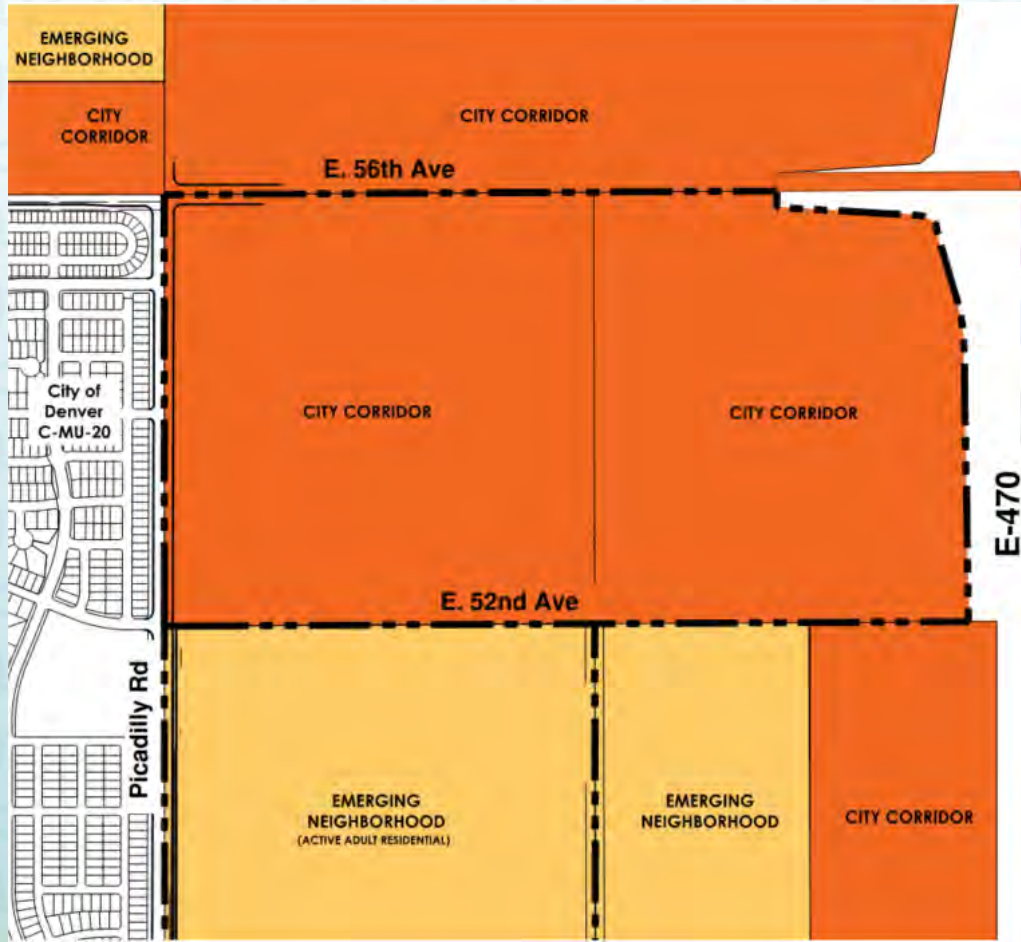 EMERGING
NEIGHBORHOOD
CITY
CORRIDOR
CITY CORRIDOR
E. 56th Ave
City of
Denver
C-MU-20
CITY CORRIDOR
CITY CORRIDOR
E-470
E. 52nd Ave
Picadilly Rd
EMERGING
NEIGHBORHOOD
(ACTIVE ADULT RESIDENTIAL)
EMERGING
NEIGHBORHOOD
CITY CORRIDOR